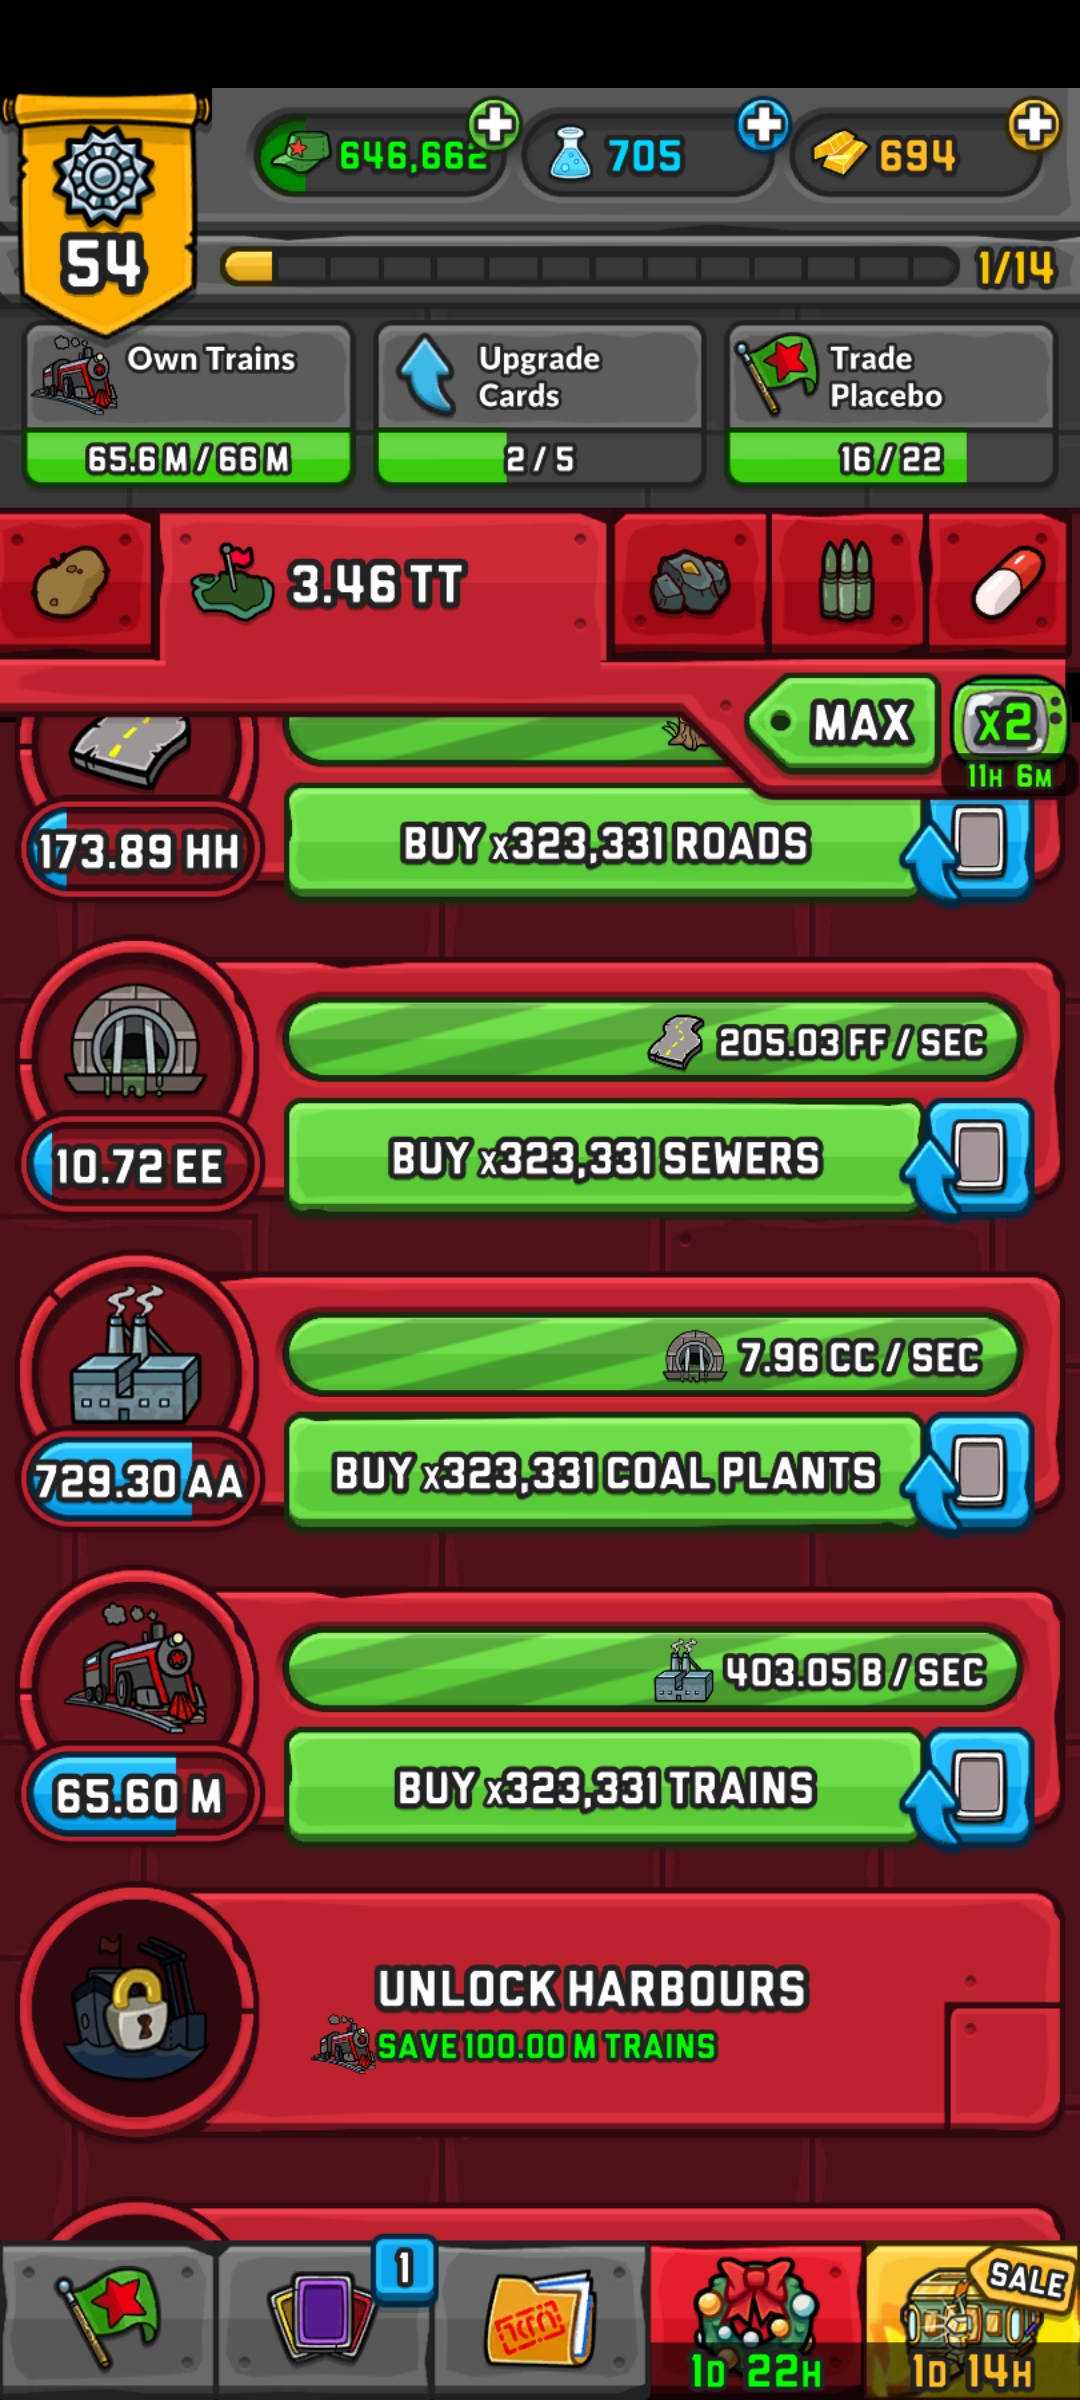 646,662
705
694
54
1/14
Own Trains
65.6 M / 66 M
Upgrade
Cards
2 / 5
Trade
Placebo
16 / 22
3.46 TT
MAX
X2
11H 6M
173.89 HH
BUY x323,331 ROADS
205.03 FF / SEC
10.72 EE
BUY x323,331 SEWERS
7.96 CC / SEC
729.30 AA
BUY x323,331 COAL PLANTS
403.05 B / SEC
65.60 M
BUY x323,331 TRAINS
UNLOCK HARBOURS
SAVE 100.00 M TRAINS
1
SALE
1D 22H
1D 14H